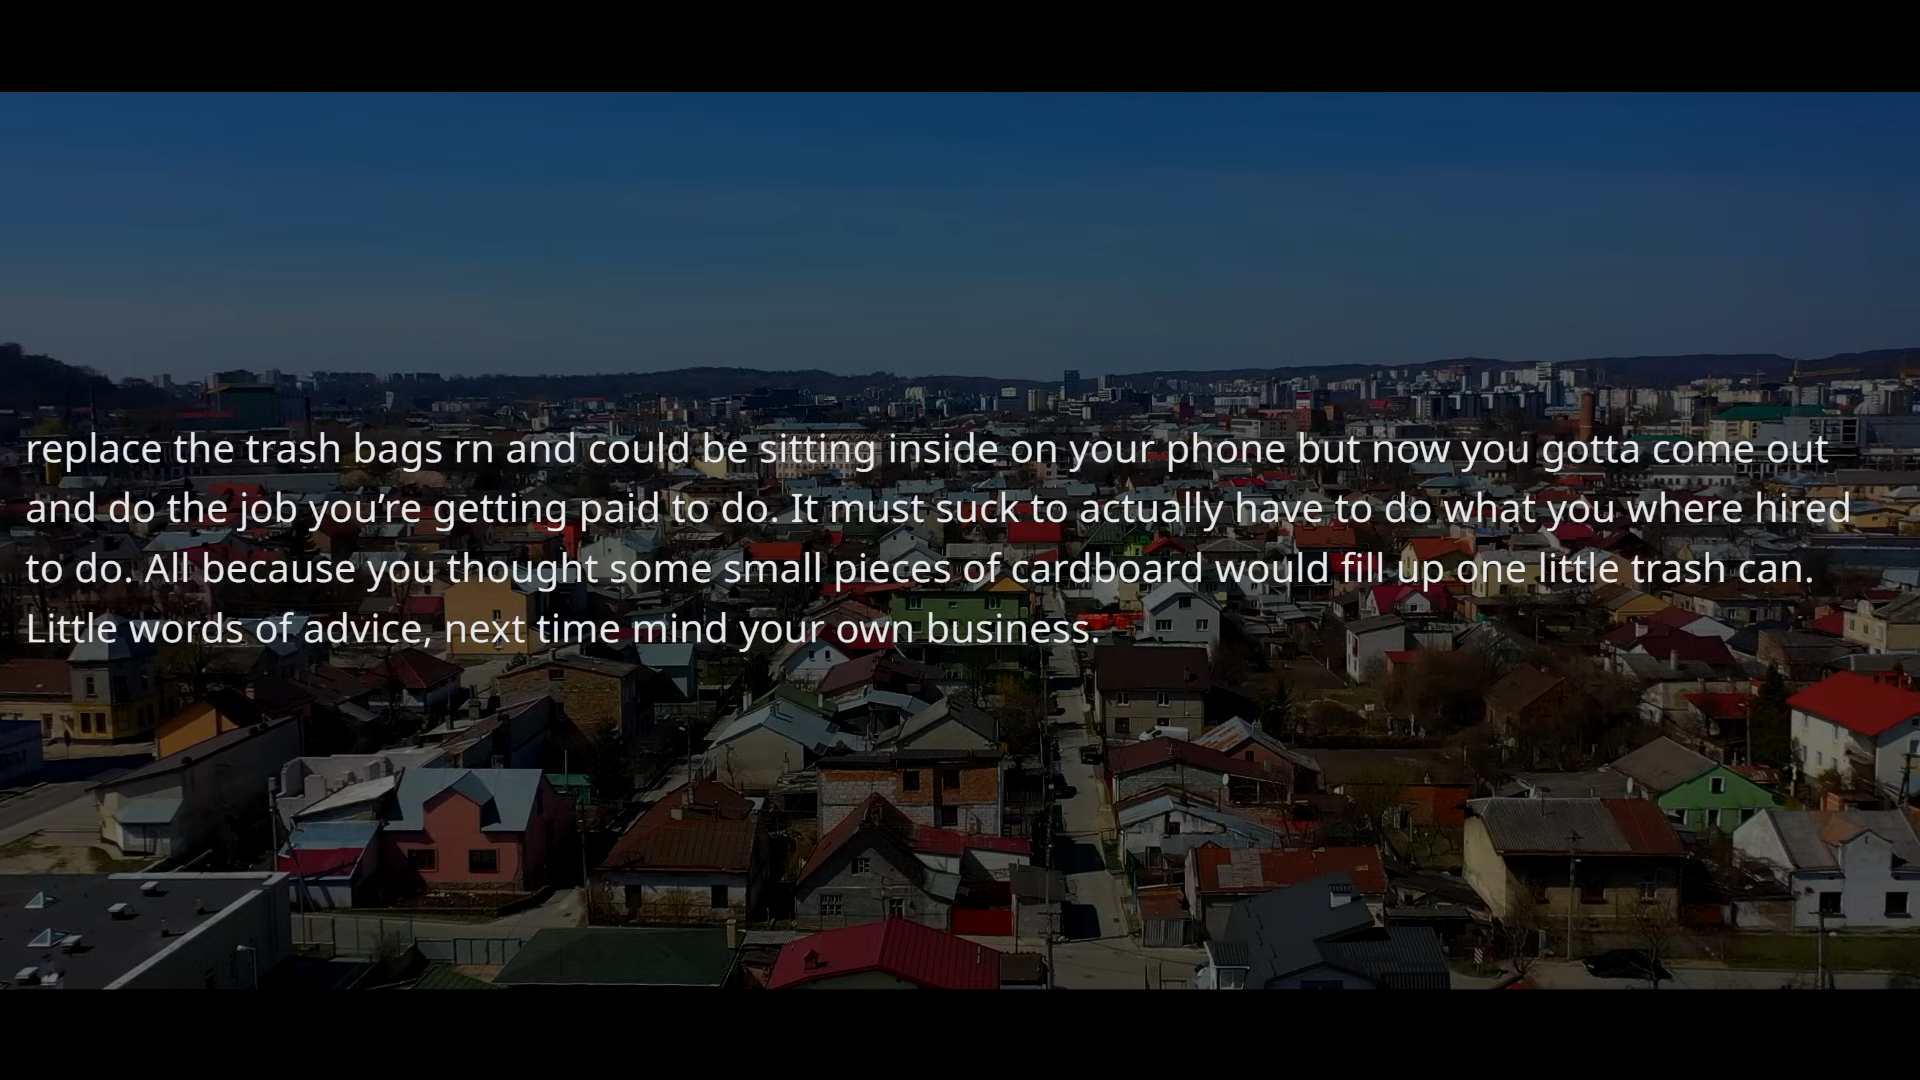 replace the trash bags rn and could be sitting inside on your phone but now you gotta come out
and do the job you’re getting paid to do. It must suck to actually have to do what you where hired
to do. All because you thought some small pieces of cardboard would fill up one little trash can.
Little words of advice, next time mind your own business.